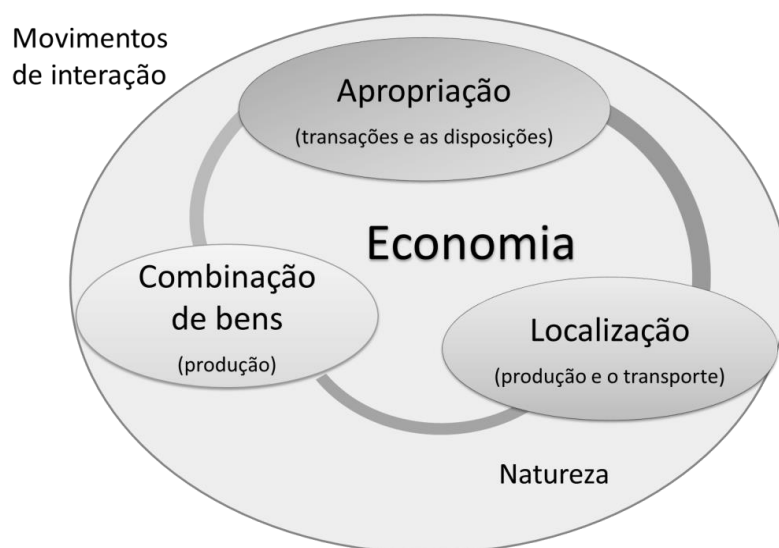 Movimentos
de interação
Apropriação
(transações e as disposições)
Economia
Combinação
de bens
(produção)
Localização
(produção e o transporte)
Natureza